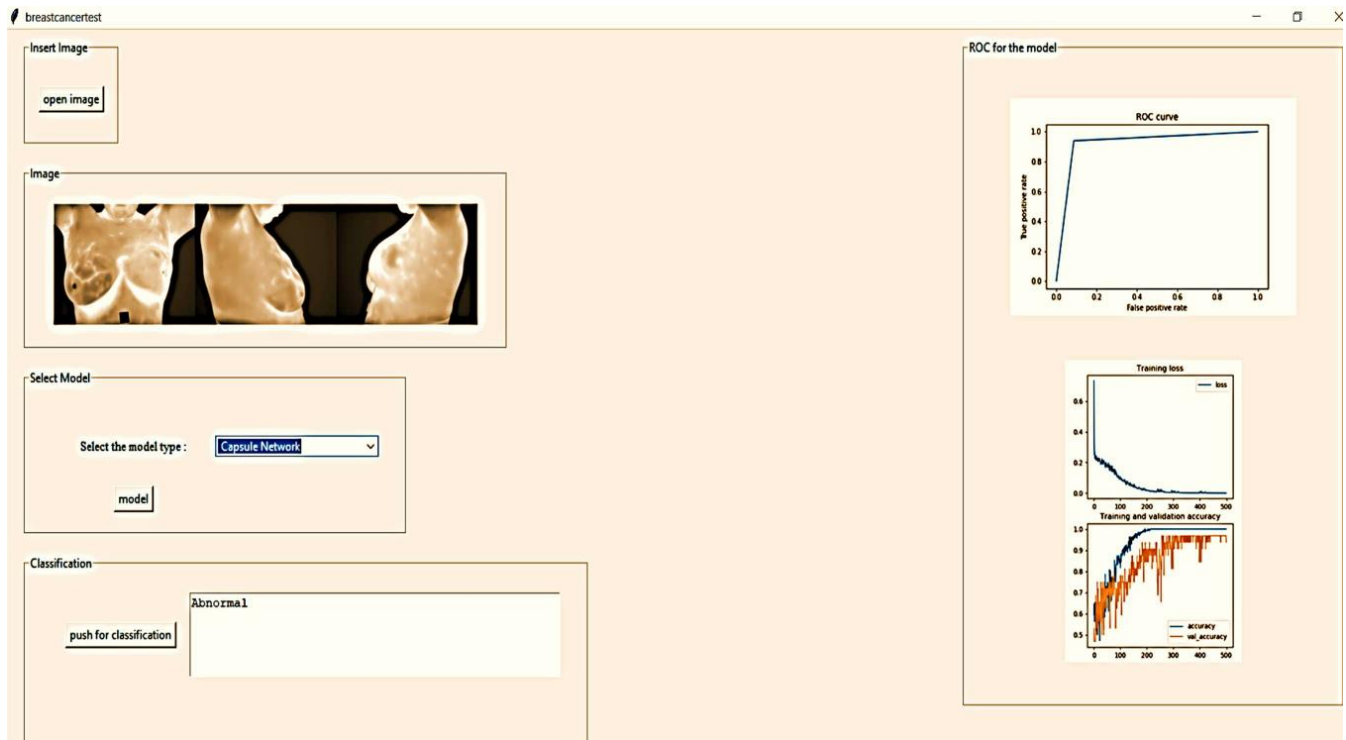 breastcancertest
Insert Image
open image
Image
Select Model
Select the model type :
Capsule Network
model
Classification
push for classification
Abnormal
ROC for the model
ROC curve
1.0
0.8
0.6
0.4
0.2
0.0
True positive rate
0.0 0.2 0.4 0.6 0.8 1.0
False positive rate
Training loss
loss
0.6
0.4
0.2
0.0
0 100 200 300 400 500
Training and validation accuracy
1.0
0.9
0.8
0.7
0.6
0.5
accuracy
val_accuracy
0 100 200 300 400 500